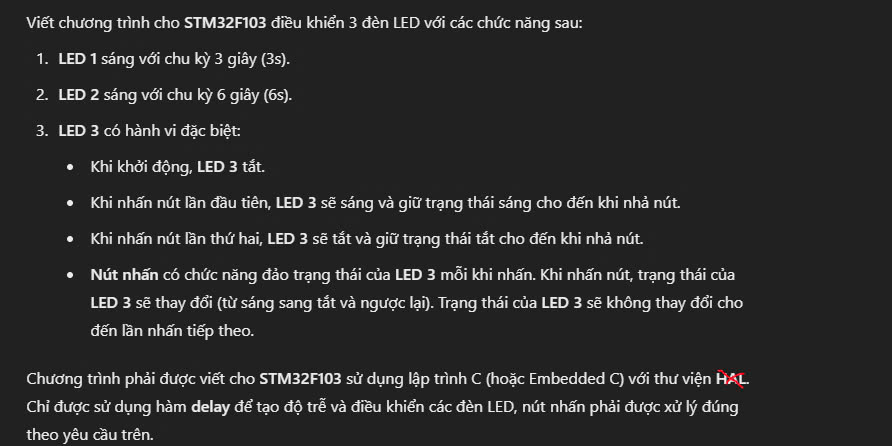 Viết chương trình cho STM32F103 điều khiển 3 đèn LED với các chức năng sau:
1. LED 1 sáng với chu kỳ 3 giây (3s).
2. LED 2 sáng với chu kỳ 6 giây (6s).
3. LED 3 có hành vi đặc biệt:
• Khi khởi động, LED 3 tắt.
• Khi nhấn nút lần đầu tiên, LED 3 sẽ sáng và giữ trạng thái sáng cho đến khi nhả nút.
• Khi nhấn nút lần thứ hai, LED 3 sẽ tắt và giữ trạng thái tắt cho đến khi nhả nút.
• Nút nhấn có chức năng đảo trạng thái của LED 3 mỗi khi nhấn. Khi nhấn nút, trạng thái của
LED 3 sẽ thay đổi (từ sáng sang tắt và ngược lại). Trạng thái của LED 3 sẽ không thay đổi cho
đến lần nhấn tiếp theo.
Chương trình phải được viết cho STM32F103 sử dụng lập trình C (hoặc Embedded C) với thư viện HAL.
Chỉ được sử dụng hàm delay để tạo độ trễ và điều khiển các đèn LED, nút nhấn phải được xử lý đúng
theo yêu cầu trên.